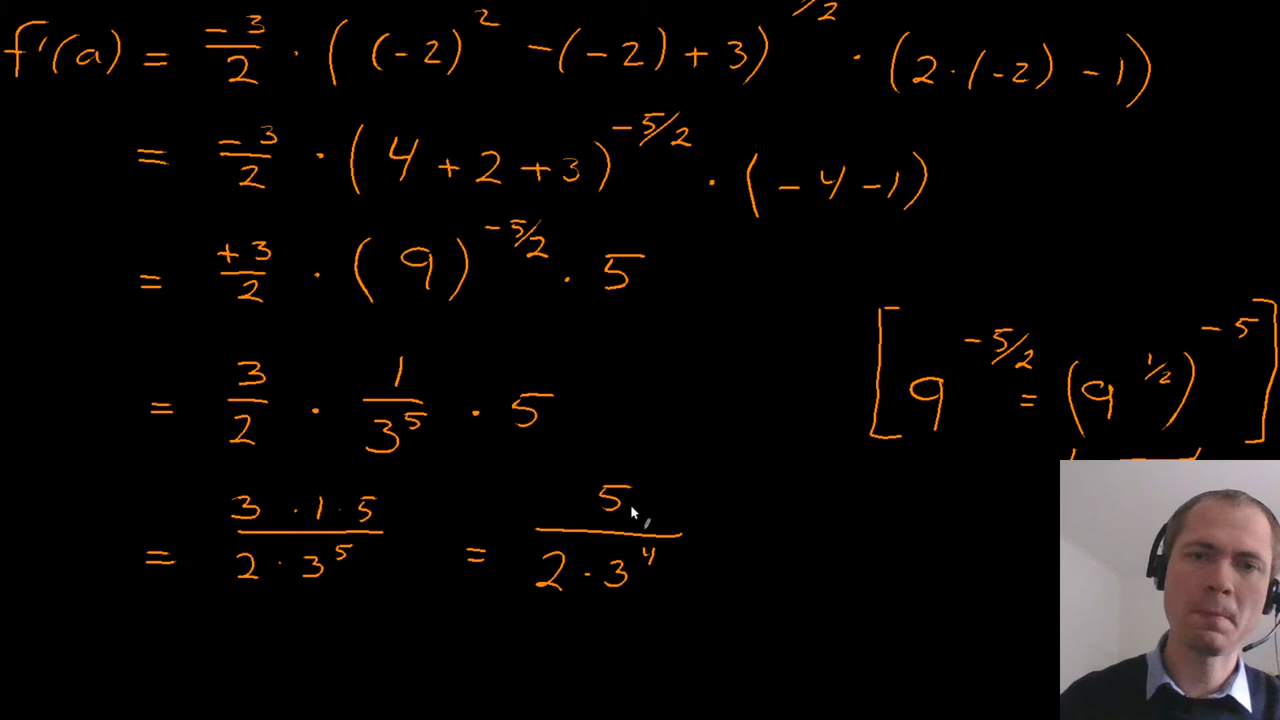 f'(a) = -3/2 · ((-2)^2 -(-2) + 3)^/2 · (2·(-2) -1)
= -3/2 · (4 + 2 + 3)^-5/2 · (-4 -1)
= +3/2 · (9)^-5/2 · 5
= 3/2 · 1/3^5 · 5
[9^-5/2 = (9^1/2)^-5]
= 3 · 1 · 5/2 · 3^5 = 5/2 · 3^4